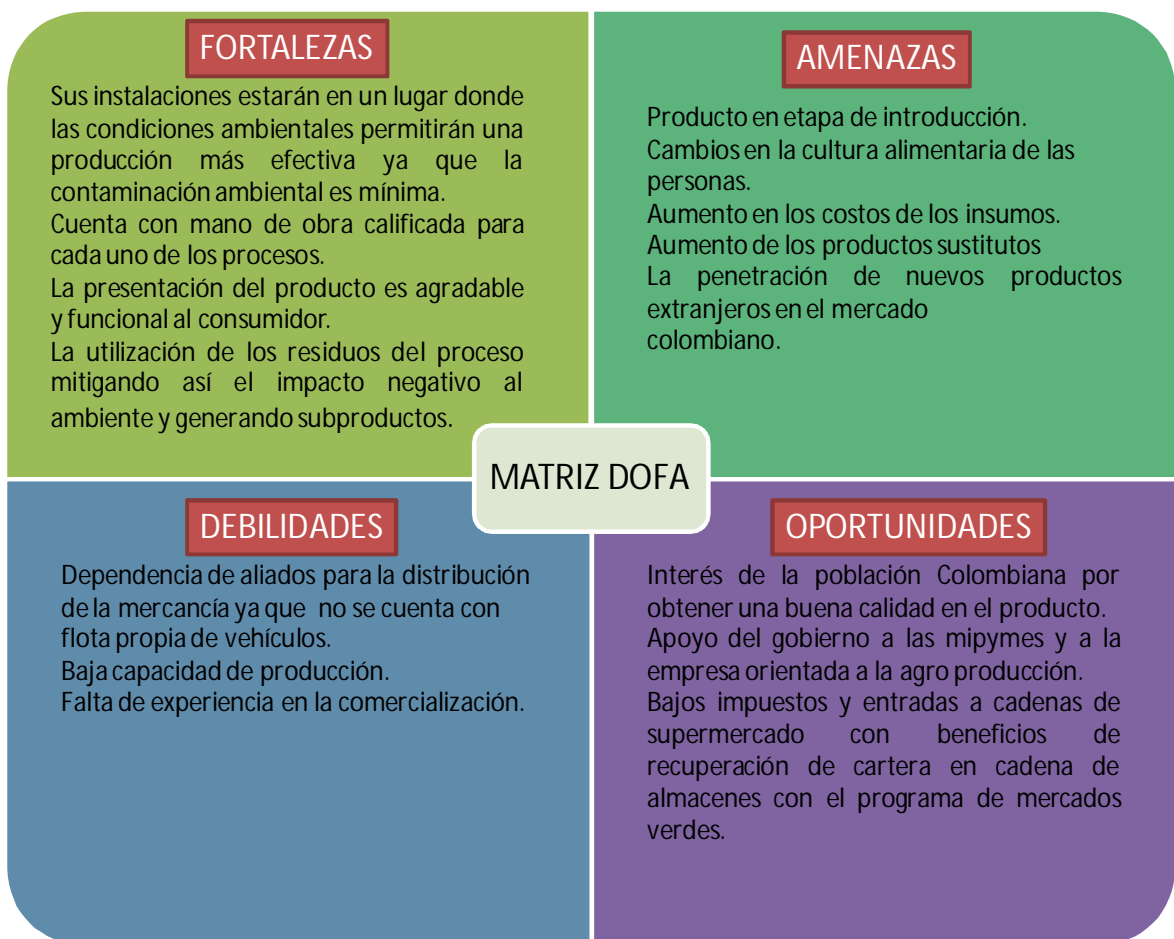 FORTALEZAS
Sus instalaciones estarán en un lugar donde
las condiciones ambientales permitirán una
producción más efectiva ya que la
contaminación ambiental es mínima.
Cuenta con mano de obra calificada para
cada uno de los procesos.
La presentación del producto es agradable
y funcional al consumidor.
La utilización de los residuos del proceso
mitigando así el impacto negativo al
ambiente y generando subproductos.
AMENAZAS
Producto en etapa de introducción.
Cambios en la cultura alimentaria de las
personas.
Aumento en los costos de los insumos.
Aumento de los productos sustitutos
La penetración de nuevos productos
extranjeros en el mercado
colombiano.
MATRIZ DOFA
DEBILIDADES
Dependencia de aliados para la distribución
de la mercancía ya que no se cuenta con
flota propia de vehículos.
Baja capacidad de producción.
Falta de experiencia en la comercialización.
OPORTUNIDADES
Interés de la población Colombiana por
obtener una buena calidad en el producto.
Apoyo del gobierno a las mipymes y a la
empresa orientada a la agro producción.
Bajos impuestos y entradas a cadenas de
supermercado con beneficios de
recuperación de cartera en cadena de
almacenes con el programa de mercados
verdes.